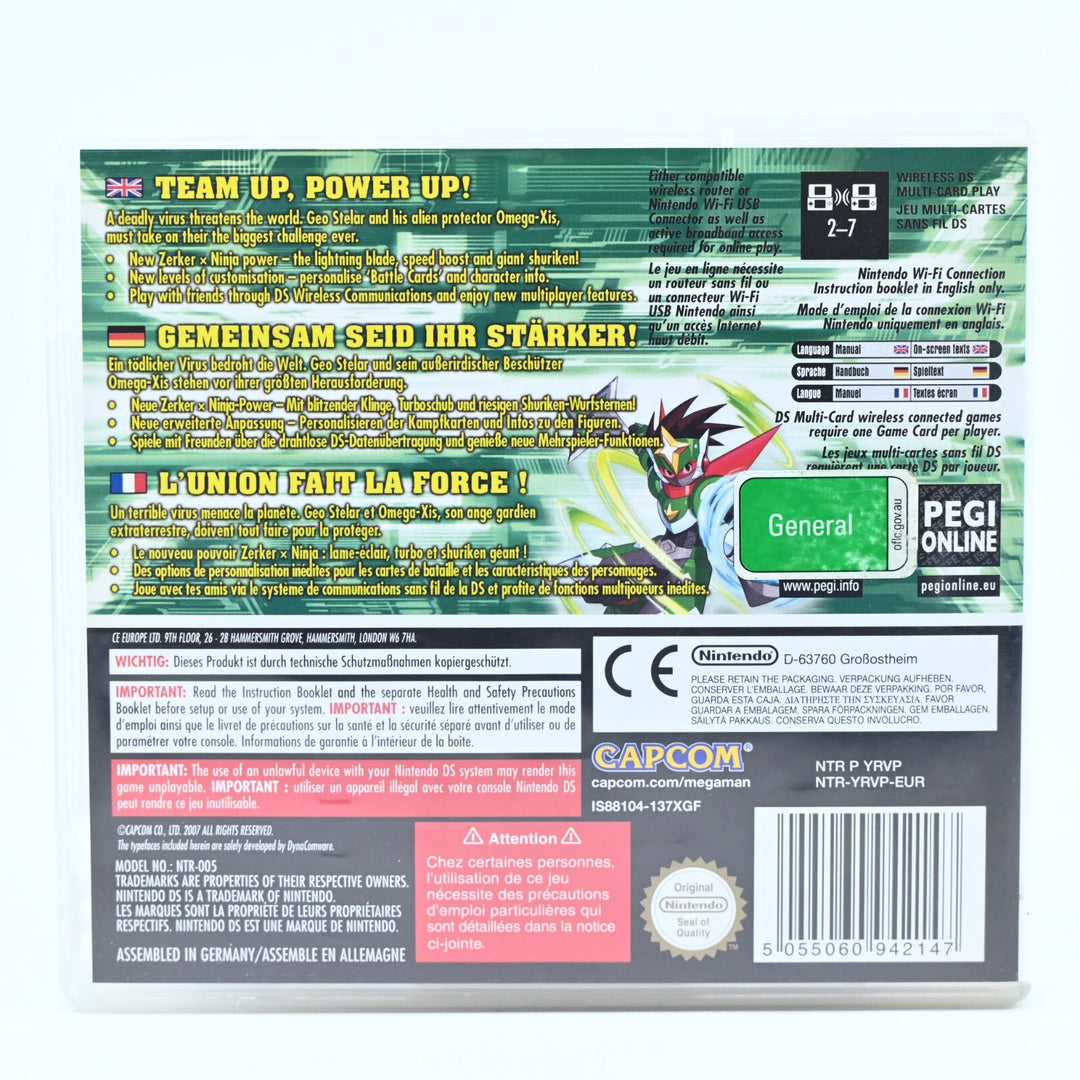 TEAM UP, POWER UP!
A deadly virus threatens the world. Geo Stelar and his alien protector Omega-Xis,
must take on their the biggest challenge ever.
• New Zerker × Ninja power – the lightning blade, speed boost and giant shuriken!
• New levels of customisation – personalise 'Battle Cards' and character info.
• Play with friends through DS Wireless Communications and enjoy new multiplayer features.
GEMEINSAM SEID IHR STÄRKER!
Ein tödlicher Virus bedroht die Welt. Geo Stelar und sein außerirdischer Beschützer
Omega-Xis stehen vor ihrer größten Herausforderung.
• Neue Zerker × Ninja-Power – Mit blitzender Klinge, Turboschub und riesigen Shuriken-Wurfsternen!
• Neue erweiterte Anpassung – Personalisieren der Kampfkarten und Infos zu den Figuren.
• Spiele mit Freunden über die drahtlose DS-Datenübertragung und genieße neue Mehrspieler-Funktionen.
L'UNION FAIT LA FORCE !
Un terrible virus menace la planète. Geo Stelar et Omega-Xis, son ange gardien
extraterrestre, doivent tout faire pour la protéger.
• Le nouveau pouvoir Zerker × Ninja : lame-éclair, turbo et shuriken géant !
• Des options de personnalisation inédites pour les cartes de bataille et les caractéristiques des personnages.
• Joue avec tes amis via le système de communications sans fil de la DS et profite de fonctions multijoueurs inédites.
Either compatible
wireless router or
Nintendo Wi-Fi USB
Connector as well as
active broadband access
required for online play.
Le jeu en ligne nécessite
un routeur sans fil ou
un connecteur Wi-Fi
USB Nintendo ainsi
qu'un accès Internet
haut débit.
2–7
WIRELESS DS
MULTI-CARD PLAY
JEU MULTI-CARTES
SANS FIL DS
Nintendo Wi-Fi Connection
Instruction booklet in English only.
Mode d'emploi de la connexion Wi-Fi
Nintendo uniquement en anglais.
Language Manual On-screen texts
Sprache Handbuch Spieltext
Langue Manuel Textes écran
DS Multi-Card wireless connected games
require one Game Card per player.
Les jeux multi-cartes sans fil DS
requièrent une carte DS par joueur.
General
oflc.gov.au
www.pegi.info
PEGI
ONLINE
pegionline.eu
CE EUROPE LTD. 9TH FLOOR, 26 - 28 HAMMERSMITH GROVE, HAMMERSMITH, LONDON W6 7HA.
WICHTIG: Dieses Produkt ist durch technische Schutzmaßnahmen kopiergeschützt.
IMPORTANT: Read the Instruction Booklet and the separate Health and Safety Precautions
Booklet before setup or use of your system. IMPORTANT : veuillez lire attentivement le mode
d'emploi ainsi que le livret de précautions sur la santé et la sécurité séparé avant d'utiliser ou de
paramétrer votre console. Informations de garantie à l'intérieur de la boîte.
IMPORTANT: The use of an unlawful device with your Nintendo DS system may render this
game unplayable. IMPORTANT : utiliser un appareil illégal avec votre console Nintendo DS
peut rendre ce jeu inutilisable.
©CAPCOM CO., LTD. 2007 ALL RIGHTS RESERVED.
The typefaces included herein are solely developed by DynaComware.
MODEL NO.: NTR-005
TRADEMARKS ARE PROPERTIES OF THEIR RESPECTIVE OWNERS.
NINTENDO DS IS A TRADEMARK OF NINTENDO.
LES MARQUES SONT LA PROPRIÉTÉ DE LEURS PROPRIÉTAIRES
RESPECTIFS. NINTENDO DS EST UNE MARQUE DE NINTENDO.
ASSEMBLED IN GERMANY/ASSEMBLE EN ALLEMAGNE
⚠ Attention ⚠
Chez certaines personnes,
l'utilisation de ce jeu
nécessite des précautions
d'emploi particulières qui
sont détaillées dans la notice
ci-jointe.
CE
Nintendo D-63760 Großostheim
PLEASE RETAIN THE PACKAGING. VERPACKUNG AUFHEBEN.
CONSERVER L'EMBALLAGE. BEWAAR DEZE VERPAKKING. POR FAVOR,
GUARDA ESTA CAJA. ΔΙΑΤΗΡΗΣΤΕ ΤΗΝ ΣΥΣΚΕΥΑΣΙΑ. FAVOR
GUARDAR A EMBALAGEM. SPARA FÖRPACKNINGEN. GEM EMBALLAGEN.
SÄILYTÄ PAKKAUS. CONSERVA QUESTO INVOLUCRO.
CAPCOM®
capcom.com/megaman
IS88104-137XGF
NTR P YRVP
NTR-YRVP-EUR
Original
Nintendo
Seal of
Quality
TM
5 055060 942147